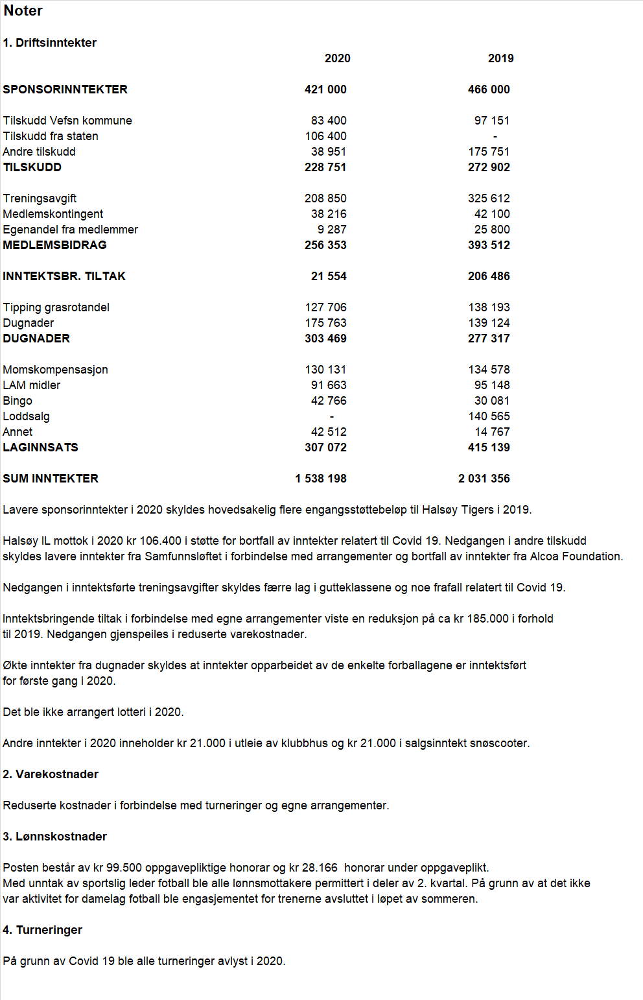 Noter
1. Driftsinntekter
2020 2019
SPONSORINNTEKTER 421 000 466 000
Tilskudd Vefsn kommune 83 400 97 151
Tilskudd fra staten 106 400 -
Andre tilskudd 38 951 175 751
TILSKUDD 228 751 272 902
Treningsavgift 208 850 325 612
Medlemskontingent 38 216 42 100
Egenandel fra medlemmer 9 287 25 800
MEDLEMSBIDRAG 256 353 393 512
INNTEKTSBR. TILTAK 21 554 206 486
Tipping grasrotandel 127 706 138 193
Dugnader 175 763 139 124
DUGNADER 303 469 277 317
Momskompensasjon 130 131 134 578
LAM midler 91 663 95 148
Bingo 42 766 30 081
Loddsalg - 140 565
Annet 42 512 14 767
LAGINNSATS 307 072 415 139
SUM INNTEKTER 1 538 198 2 031 356
Lavere sponsorinntekter i 2020 skyldes hovedsakelig flere engangsstøttebeløp til Halsøy Tigers i 2019.
Halsøy IL mottok i 2020 kr 106.400 i støtte for bortfall av inntekter relatert til Covid 19. Nedgangen i andre tilskudd
skyldes lavere inntekter fra Samfunnsløftet i forbindelse med arrangementer og bortfall av inntekter fra Alcoa Foundation.
Nedgangen i inntektsførte treningsavgifter skyldes færre lag i gutteklassene og noe frafall relatert til Covid 19.
Inntektsbringende tiltak i forbindelse med egne arrangementer viste en reduksjon på ca kr 185.000 i forhold
til 2019. Nedgangen gjenspeiles i reduserte varekostnader.
Økte inntekter fra dugnader skyldes at inntekter opparbeidet av de enkelte forballagene er inntektsført
for første gang i 2020.
Det ble ikke arrangert lotteri i 2020.
Andre inntekter i 2020 inneholder kr 21.000 i utleie av klubbhus og kr 21.000 i salgsinntekt snøscooter.
2. Varekostnader
Reduserte kostnader i forbindelse med turneringer og egne arrangementer.
3. Lønnskostnader
Posten består av kr 99.500 oppgavepliktige honorar og kr 28.166  honorar under oppgaveplikt.
Med unntak av sportslig leder fotball ble alle lønnsmottakere permittert i deler av 2. kvartal. På grunn av at det ikke
var aktivitet for damelag fotball ble engasjementet for trenerne avsluttet i løpet av sommeren.
4. Turneringer
På grunn av Covid 19 ble alle turneringer avlyst i 2020.